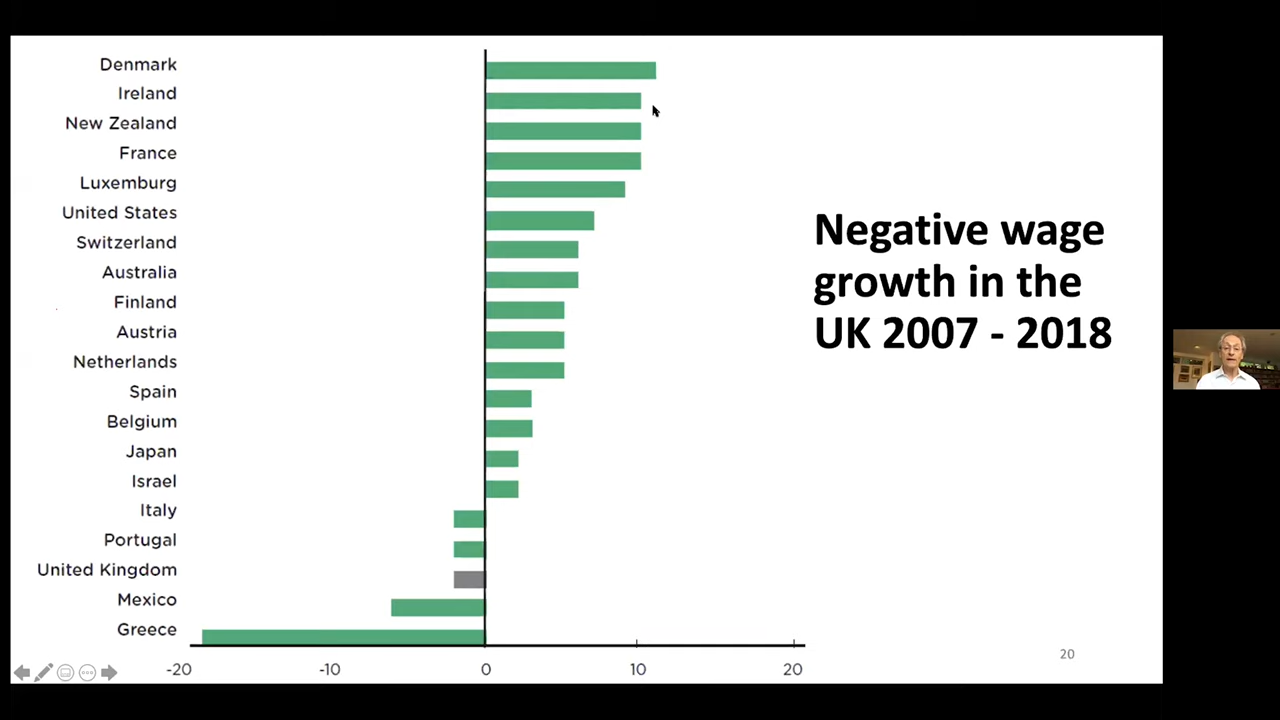 Denmark
Ireland
New Zealand
France
Luxemburg
United States
Switzerland
Australia
Finland
Austria
Netherlands
Spain
Belgium
Japan
Israel
Italy
Portugal
United Kingdom
Mexico
Greece
-20 -10 0 10 20
Negative wage
growth in the
UK 2007 - 2018
20